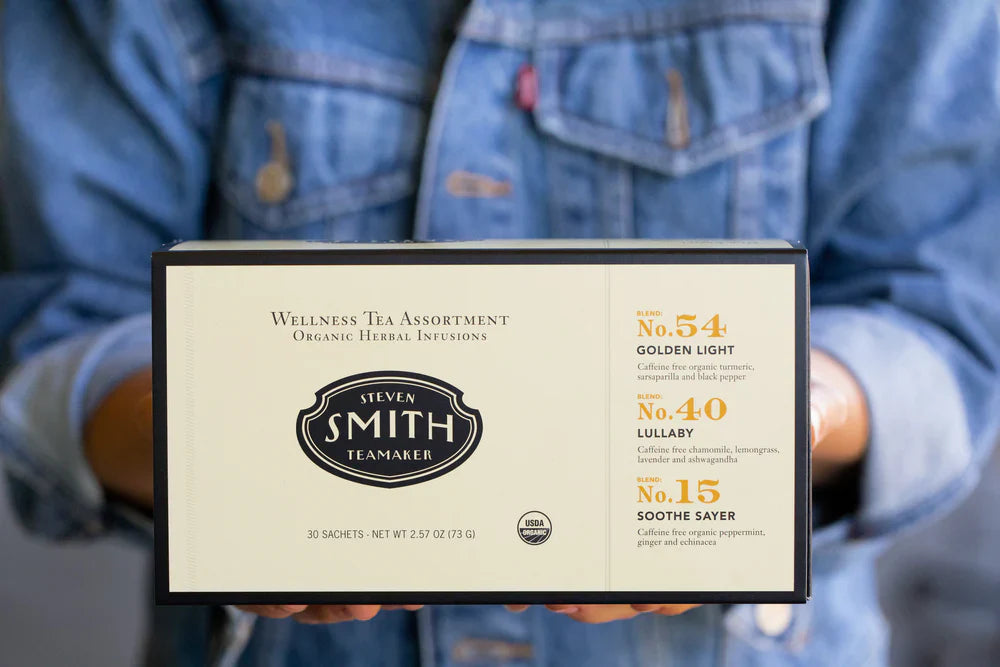 Wellness Tea Assortment
Organic Herbal Infusions
STEVEN
SMITH
TEAMAKER
30 SACHETS · NET WT 2.57 OZ (73 G)
USDA
ORGANIC
BLEND:
No.54
GOLDEN LIGHT
Caffeine free organic turmeric,
sarsaparilla and black pepper
BLEND:
No.40
LULLABY
Caffeine free chamomile, lemongrass,
lavender and ashwagandha
BLEND:
No.15
SOOTHE SAYER
Caffeine free organic peppermint,
ginger and echinacea